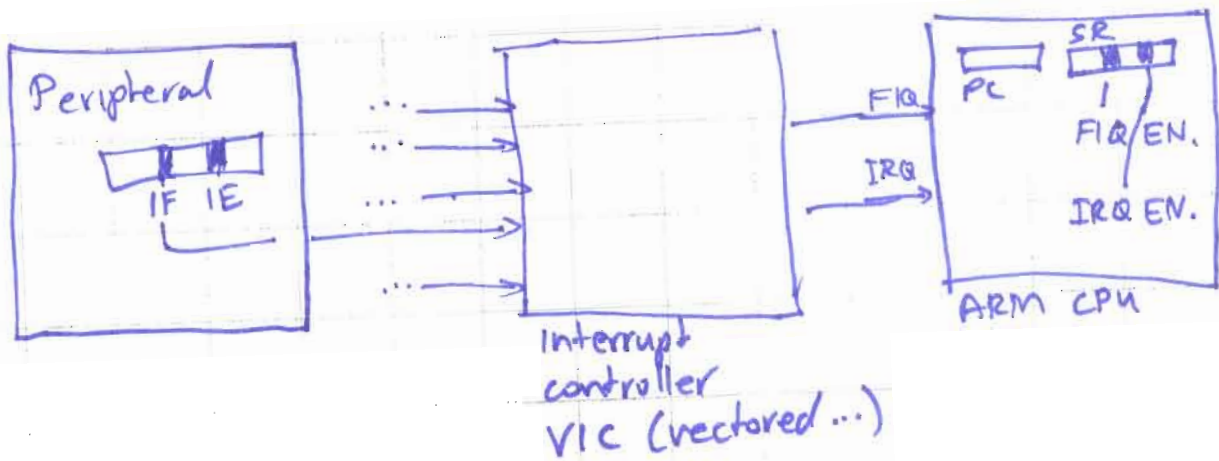 Peripheral
IF IE
...
...
...
...
FIQ
IRQ
SR
PC
FIQ EN.
IRQ EN.
ARM CPU
Interrupt
controller
VIC (vectored...)